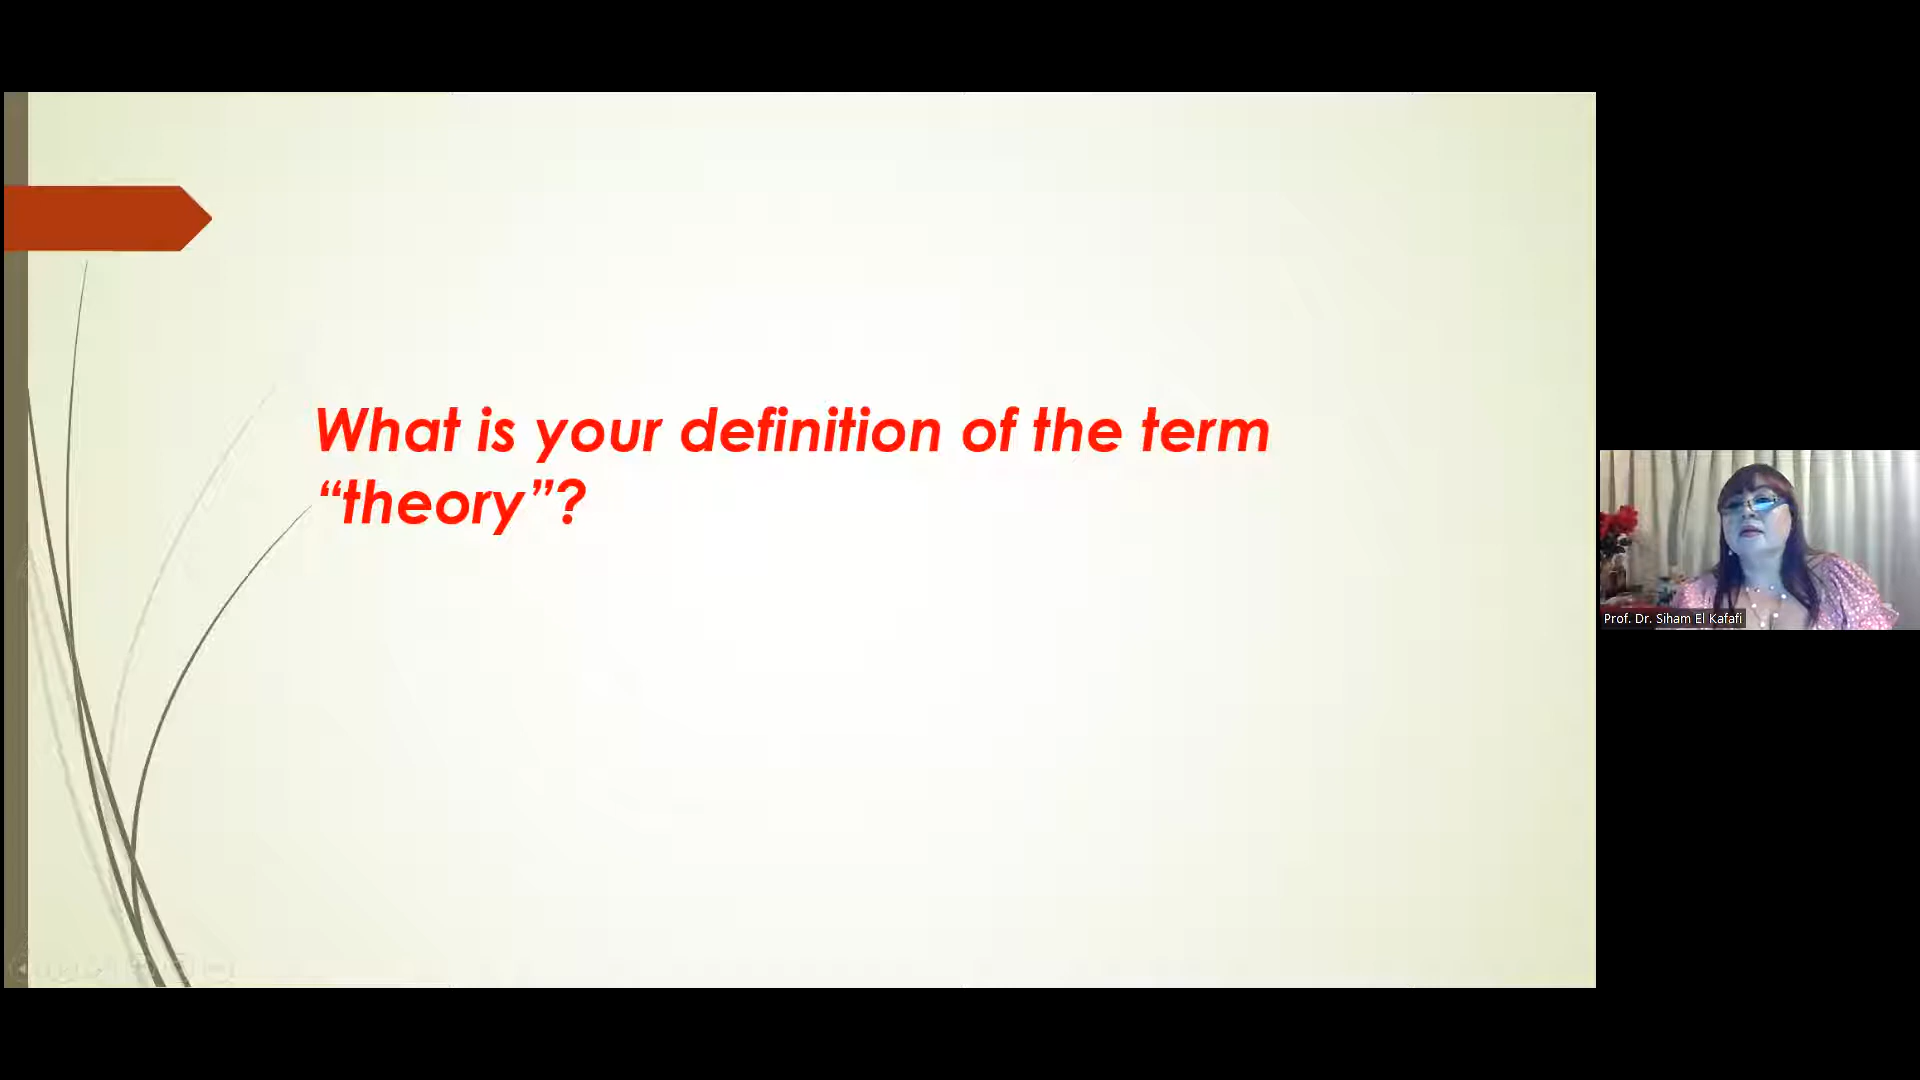 What is your definition of the term
“theory”?
Prof. Dr. Siham El Kafafi